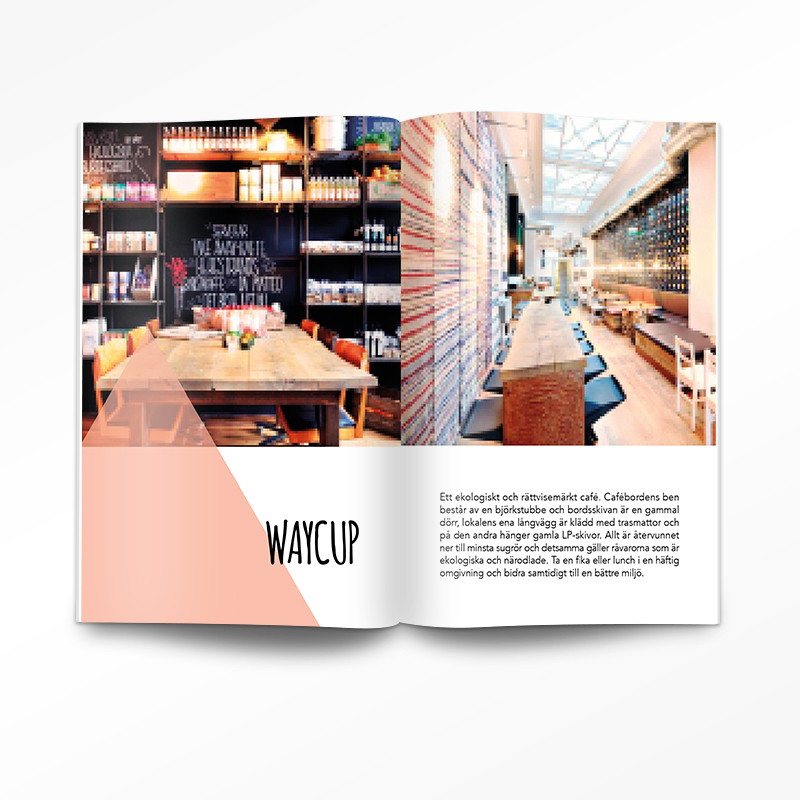 WAYCUP
Ett ekologiskt och rättvisemärkt café. Cafébordens ben
består av en björkstubbe och bordsskivan är en gammal
dörr, lokalens ena långvägg är klädd med trasmattor och
på den andra hänger gamla LP-skivor. Allt är återvunnet
ner till minsta sugrör och detsamma gäller råvarorna som är
ekologiska och närodlade. Ta en fika eller lunch i en häftig
omgivning och bidra samtidigt till en bättre miljö.